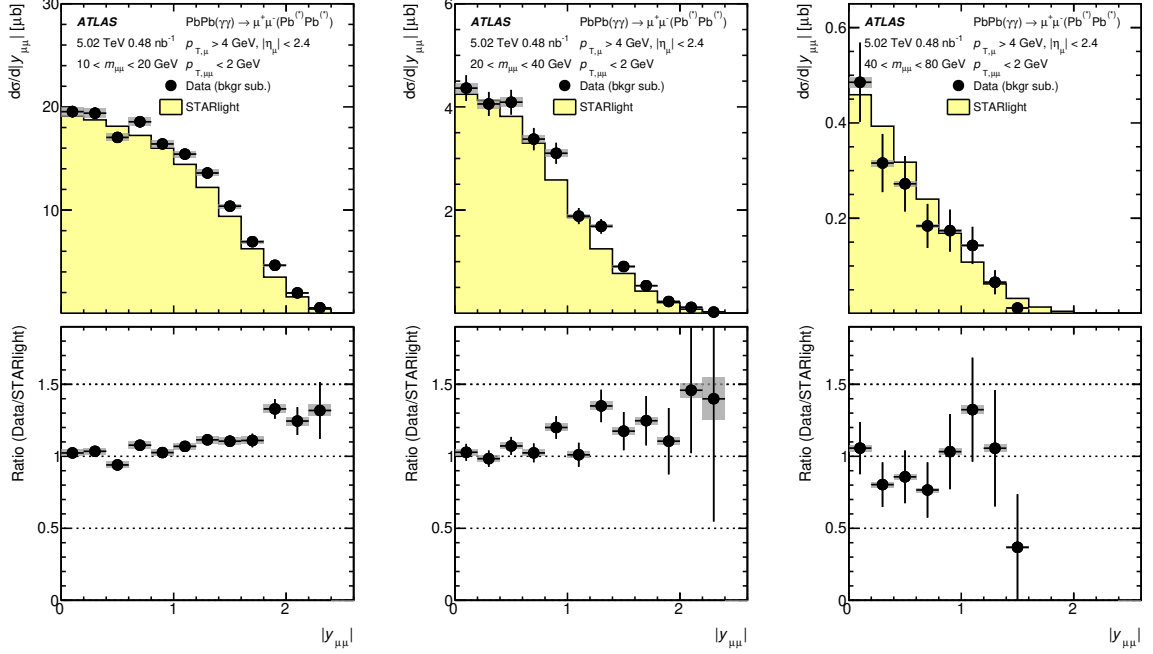 dσ/d|y_μμ| [μb]
30
20
10
ATLAS PbPb(γγ) → μ⁺μ⁻(Pb⁽*⁾Pb⁽*⁾)
5.02 TeV 0.48 nb⁻¹ p_T,μ > 4 GeV, |η_μ| < 2.4
10 < m_μμ < 20 GeV p_T,μμ < 2 GeV
Data (bkgr sub.)
STARlight
Ratio (Data/STARlight)
1.5
1
0.5
0
0 1 2
|y_μμ|
dσ/d|y_μμ| [μb]
6
4
2
ATLAS PbPb(γγ) → μ⁺μ⁻(Pb⁽*⁾Pb⁽*⁾)
5.02 TeV 0.48 nb⁻¹ p_T,μ > 4 GeV, |η_μ| < 2.4
20 < m_μμ < 40 GeV p_T,μμ < 2 GeV
Data (bkgr sub.)
STARlight
Ratio (Data/STARlight)
1.5
1
0.5
0
0 1 2
|y_μμ|
dσ/d|y_μμ| [μb]
0.6
0.4
0.2
ATLAS PbPb(γγ) → μ⁺μ⁻(Pb⁽*⁾Pb⁽*⁾)
5.02 TeV 0.48 nb⁻¹ p_T,μ > 4 GeV, |η_μ| < 2.4
40 < m_μμ < 80 GeV p_T,μμ < 2 GeV
Data (bkgr sub.)
STARlight
Ratio (Data/STARlight)
1.5
1
0.5
0
0 1 2
|y_μμ|